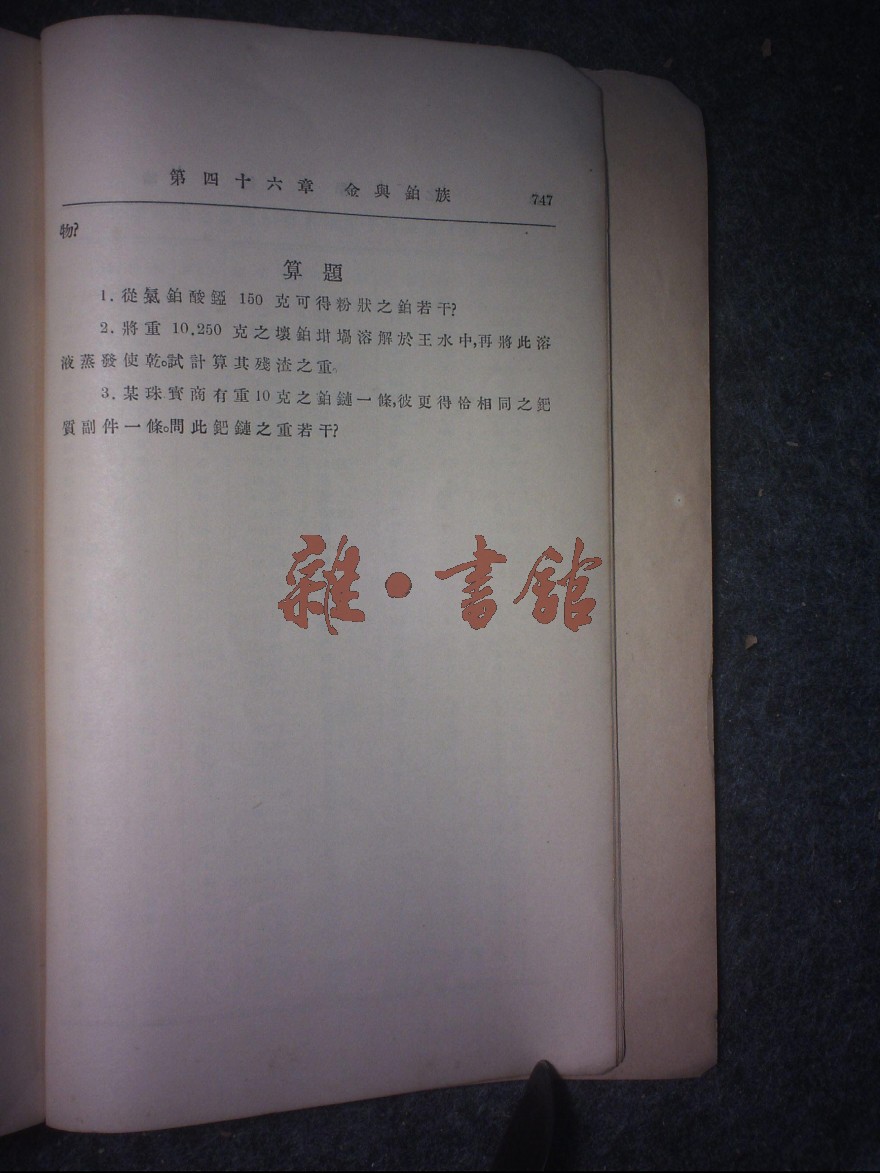 第四十六章 金與鉑族 747
物?
算題
1. 從氯鉑酸錏 150 克可得粉狀之鉑若干?
2. 將重 10.250 克之壞鉑坩堝溶解於王水中,再將此溶
液蒸發使乾。試計算其殘渣之重。
3. 某珠寶商有重10克之鉑鏈一條,彼更得恰相同之鈀
質副件一條。問此鈀鏈之重若干?
雜·書館